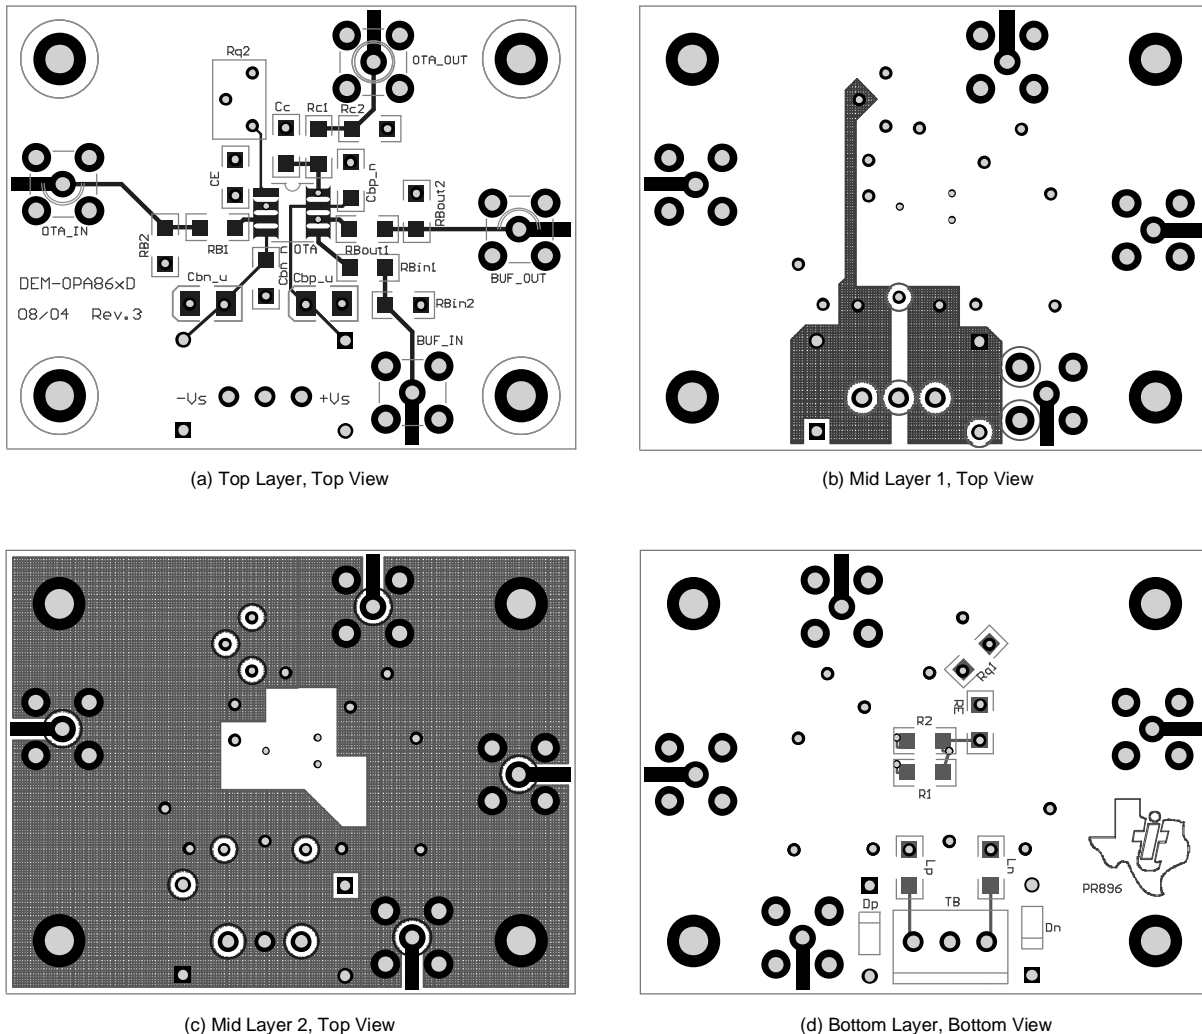 Rq2
OTA_OUT
Cc
Rc1
Rc2
CE
Cbp_n
RBout2
OTA_IN
RB2
RB1
Cbn_n
OTA
RBout1
RBin1
BUF_OUT
Cbn_u
Cbp_u
DEM-OPA86xD
08/04 Rev.3
RBin2
BUF_IN
-Vs
+Vs
(a) Top Layer, Top View
(b) Mid Layer 1, Top View
(c) Mid Layer 2, Top View
Rq1
RE
R2
R1
Lp
Ln
PR896
Dp
TB
Dn
(d) Bottom Layer, Bottom View